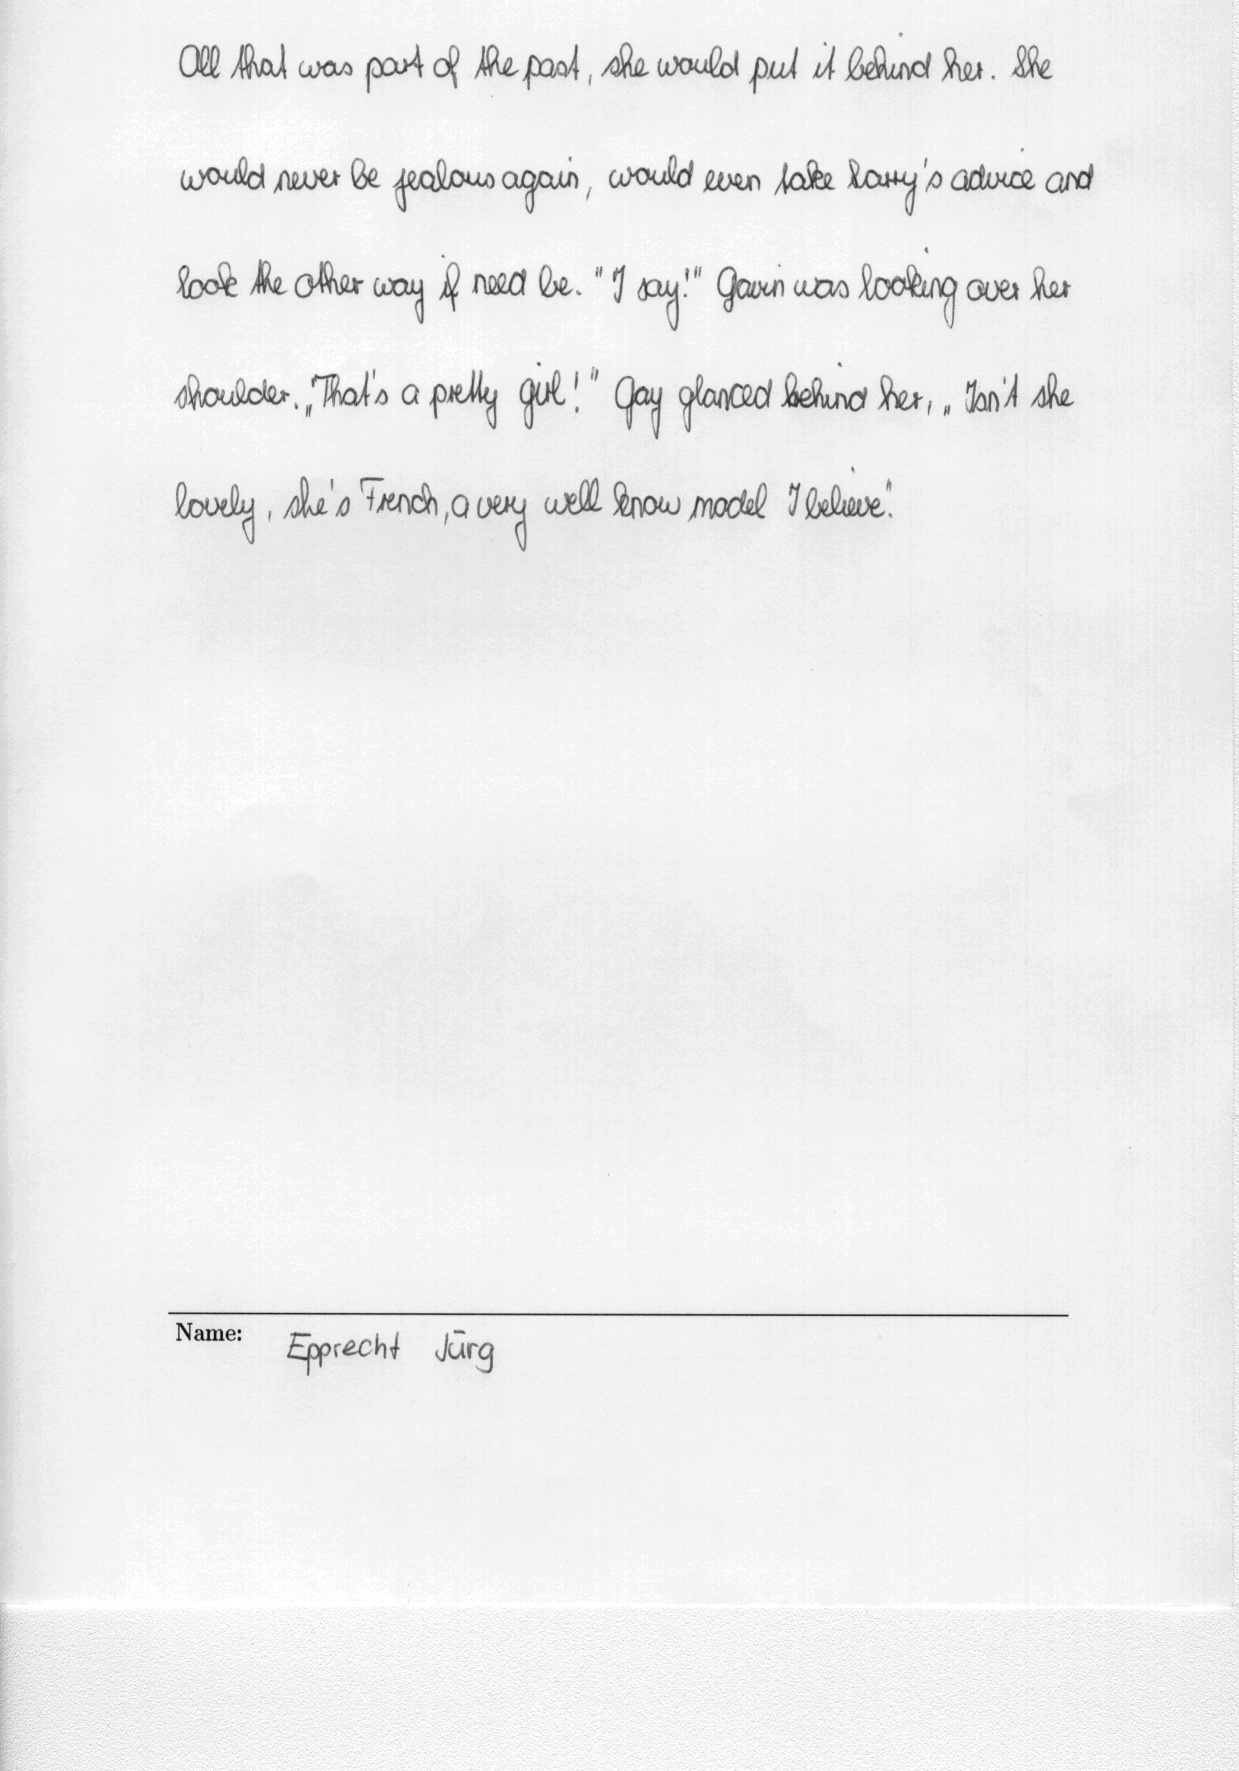 All that was part of the past, she would put it behind her. She
would never be jealous again, would even take Larry's advice and
look the other way if need be. "I say!" Gavin was looking over her
shoulder. „That's a pretty girl!" Gay glanced behind her, „Isn't she
lovely, she's French, a very well know model I believe".
Name: Epprecht Jürg